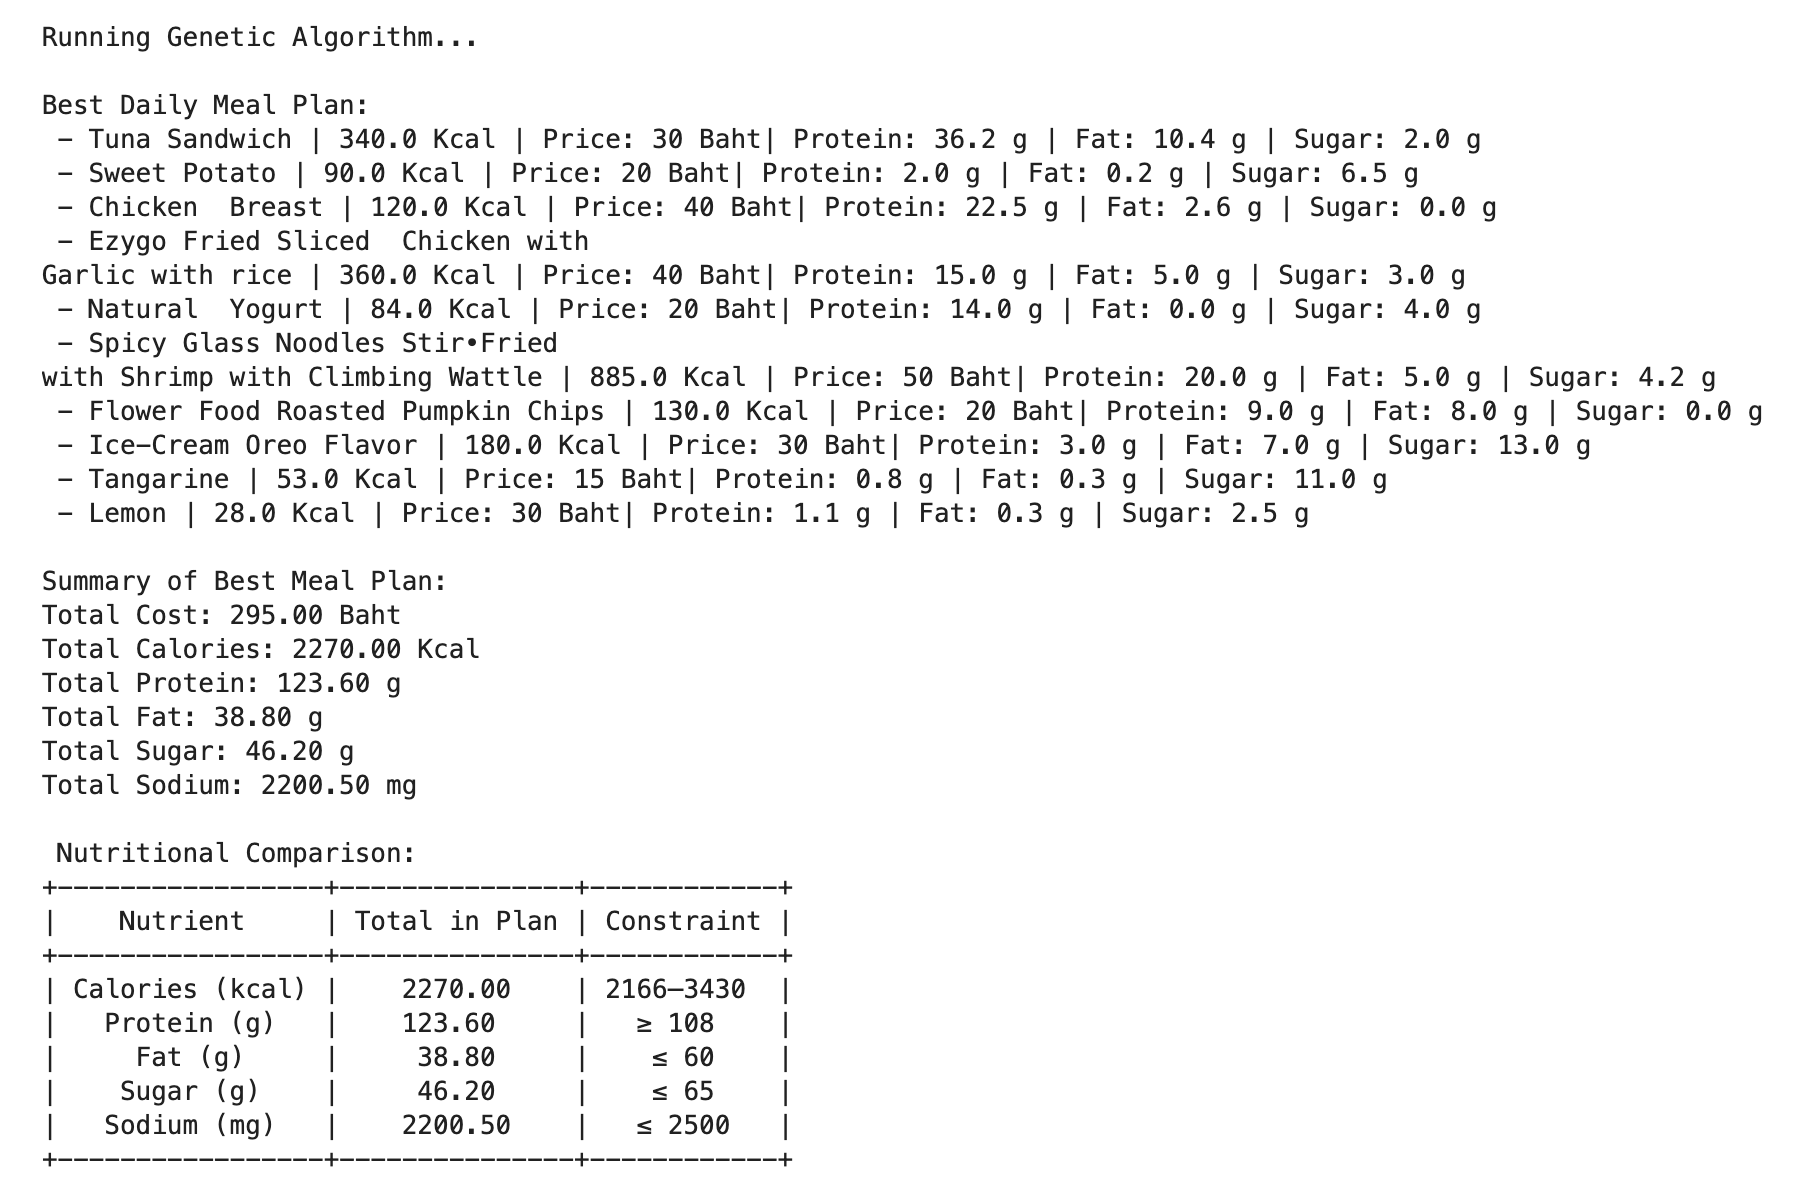 Running Genetic Algorithm...
Best Daily Meal Plan:
– Tuna Sandwich | 340.0 Kcal | Price: 30 Baht| Protein: 36.2 g | Fat: 10.4 g | Sugar: 2.0 g
– Sweet Potato | 90.0 Kcal | Price: 20 Baht| Protein: 2.0 g | Fat: 0.2 g | Sugar: 6.5 g
– Chicken  Breast | 120.0 Kcal | Price: 40 Baht| Protein: 22.5 g | Fat: 2.6 g | Sugar: 0.0 g
– Ezygo Fried Sliced  Chicken with
Garlic with rice | 360.0 Kcal | Price: 40 Baht| Protein: 15.0 g | Fat: 5.0 g | Sugar: 3.0 g
– Natural  Yogurt | 84.0 Kcal | Price: 20 Baht| Protein: 14.0 g | Fat: 0.0 g | Sugar: 4.0 g
– Spicy Glass Noodles Stir•Fried
with Shrimp with Climbing Wattle | 885.0 Kcal | Price: 50 Baht| Protein: 20.0 g | Fat: 5.0 g | Sugar: 4.2 g
– Flower Food Roasted Pumpkin Chips | 130.0 Kcal | Price: 20 Baht| Protein: 9.0 g | Fat: 8.0 g | Sugar: 0.0 g
– Ice–Cream Oreo Flavor | 180.0 Kcal | Price: 30 Baht| Protein: 3.0 g | Fat: 7.0 g | Sugar: 13.0 g
– Tangarine | 53.0 Kcal | Price: 15 Baht| Protein: 0.8 g | Fat: 0.3 g | Sugar: 11.0 g
– Lemon | 28.0 Kcal | Price: 30 Baht| Protein: 1.1 g | Fat: 0.3 g | Sugar: 2.5 g
Summary of Best Meal Plan:
Total Cost: 295.00 Baht
Total Calories: 2270.00 Kcal
Total Protein: 123.60 g
Total Fat: 38.80 g
Total Sugar: 46.20 g
Total Sodium: 2200.50 mg
Nutritional Comparison:
+–––––––––––––––––+–––––––––––––––+––––––––––––+
| Nutrient | Total in Plan | Constraint |
+–––––––––––––––––+–––––––––––––––+––––––––––––+
| Calories (kcal) | 2270.00 | 2166–3430 |
| Protein (g) | 123.60 | ≥ 108 |
| Fat (g) | 38.80 | ≤ 60 |
| Sugar (g) | 46.20 | ≤ 65 |
| Sodium (mg) | 2200.50 | ≤ 2500 |
+–––––––––––––––––+–––––––––––––––+––––––––––––+